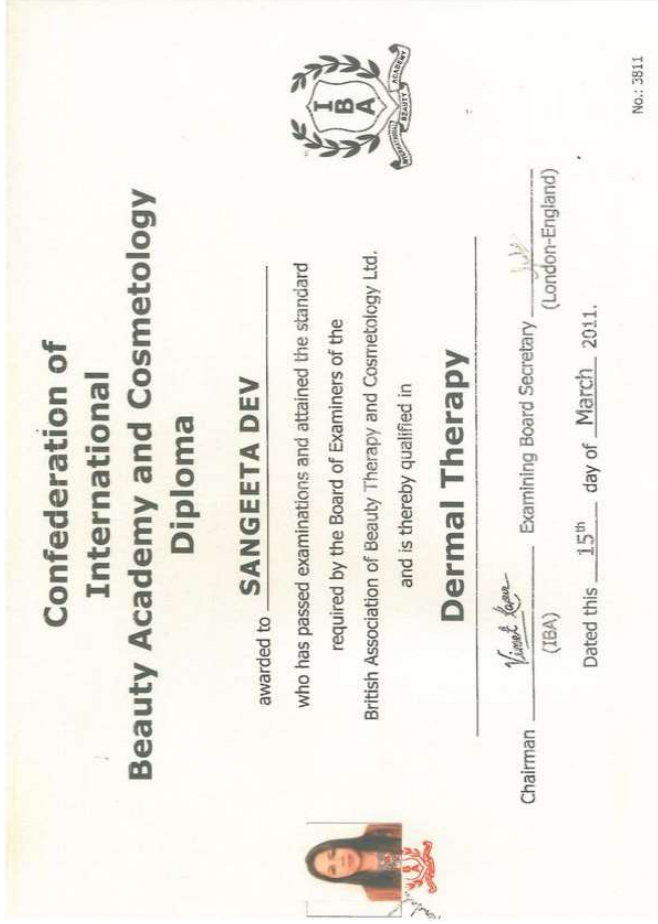 Confederation of
International
Beauty Academy and Cosmetology
Diploma
awarded to SANGEETA DEV
who has passed examinations and attained the standard
required by the Board of Examiners of the
British Association of Beauty Therapy and Cosmetology Ltd.
and is thereby qualified in
Dermal Therapy
Chairman Examining Board Secretary
(IBA) (London-England)
Dated this 15th day of March 2011.
IBA
INTERNATIONAL BEAUTY ACADEMY
No.: 3811